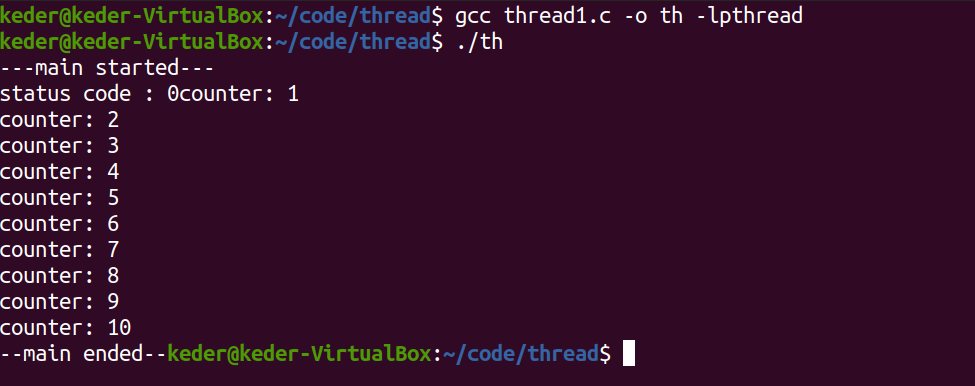 keder@keder-VirtualBox:~/code/thread$ gcc thread1.c -o th -lpthread
keder@keder-VirtualBox:~/code/thread$ ./th
---main started---
status code : 0counter: 1
counter: 2
counter: 3
counter: 4
counter: 5
counter: 6
counter: 7
counter: 8
counter: 9
counter: 10
--main ended--keder@keder-VirtualBox:~/code/thread$